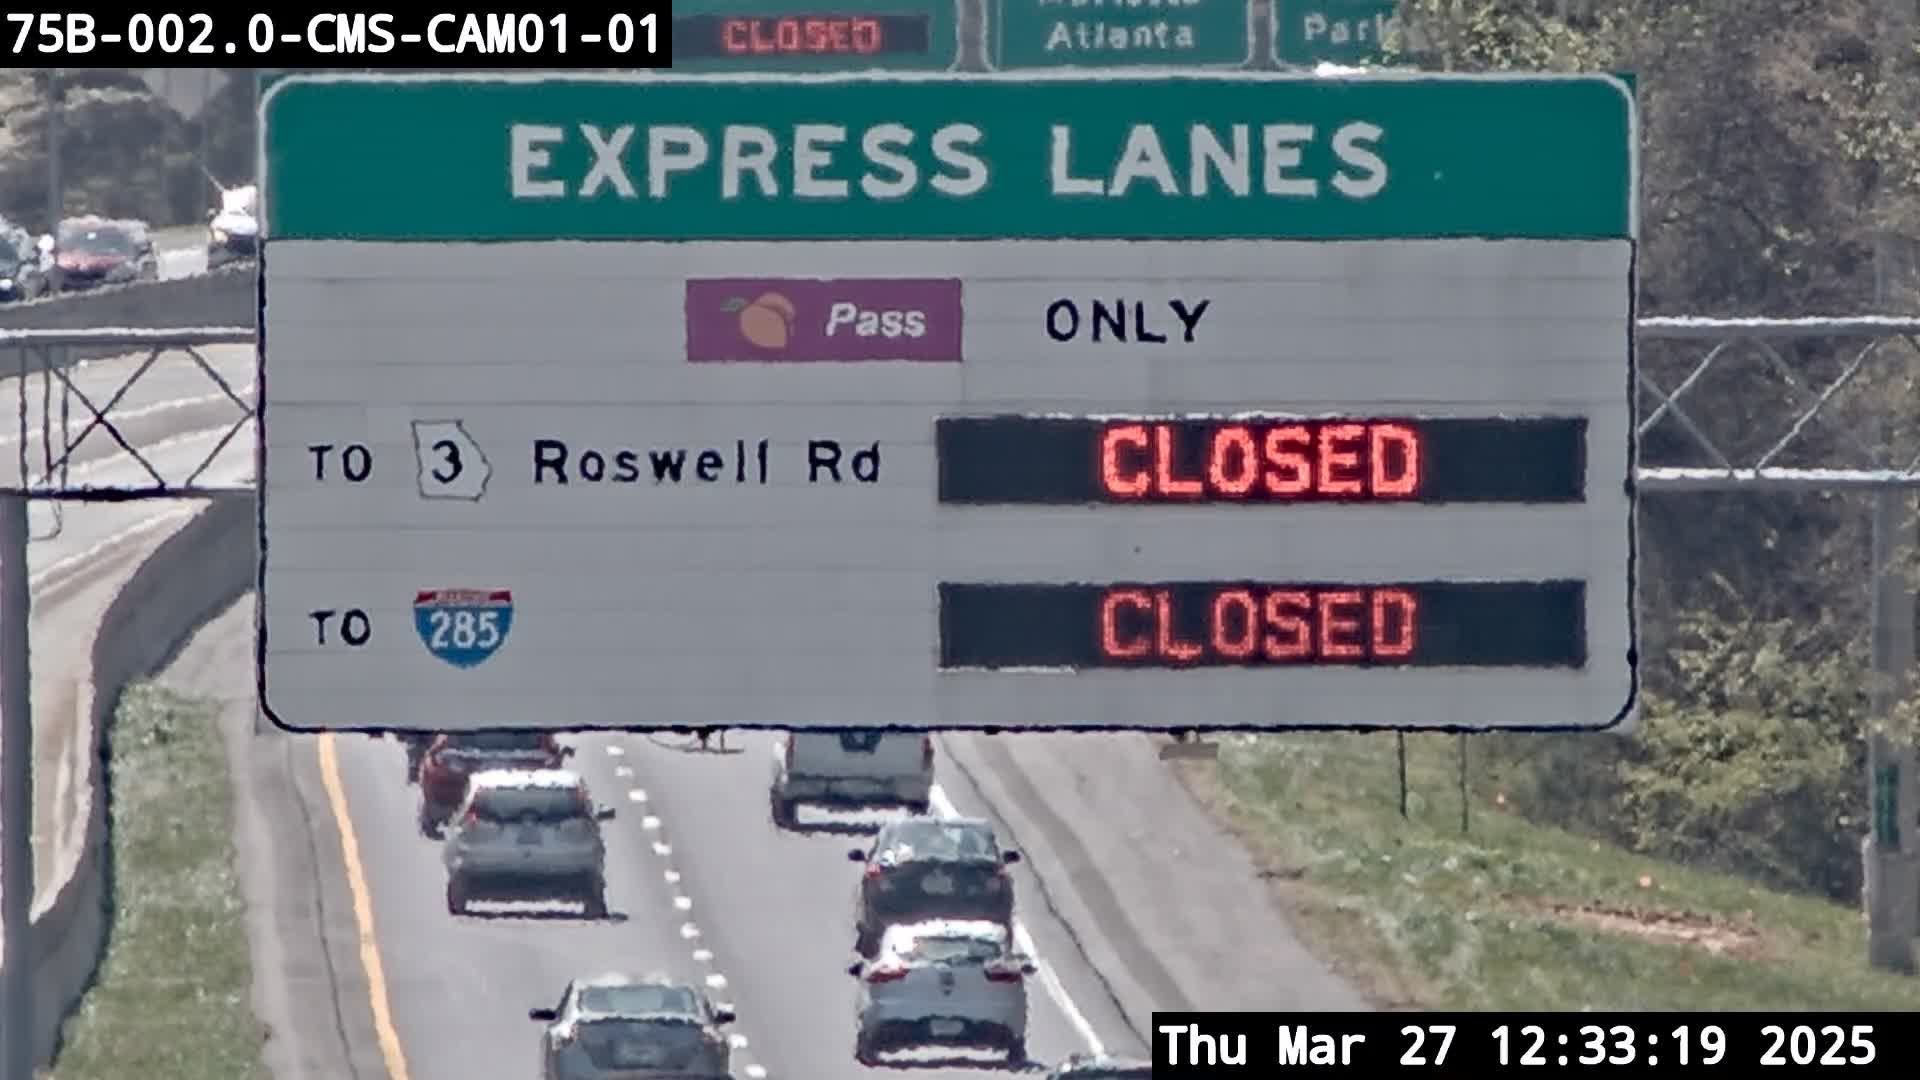 75B-002.0-CMS-CAM01-01
CLOSED
Atlanta
EXPRESS LANES
Pass ONLY
TO 3 Roswell Rd CLOSED
TO 285 CLOSED
Thu Mar 27 12:33:19 2025